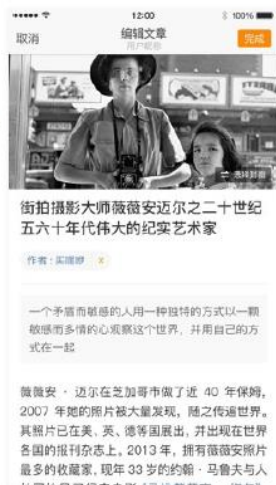 12:00
100%
取消
编辑文章
完成
用户昵称
选择封面
街拍摄影大师薇薇安迈尔之二十世纪
五六十年代伟大的纪实艺术家
作者:
x
一个矛盾而敏感的人用一种独特的方式以一颗
敏感而多情的心观察这个世界,并用自己的方
式在一起
薇薇安 · 迈尔在芝加哥市做了近 40 年保姆,
2007 年她的照片被大量发现,随之传遍世界。
其照片已在美、英、德等国展出,并出现在世界
各国的报刊杂志上。2013 年,拥有薇薇安照片
最多的收藏家,现年 33 岁的约翰 · 马鲁夫与人